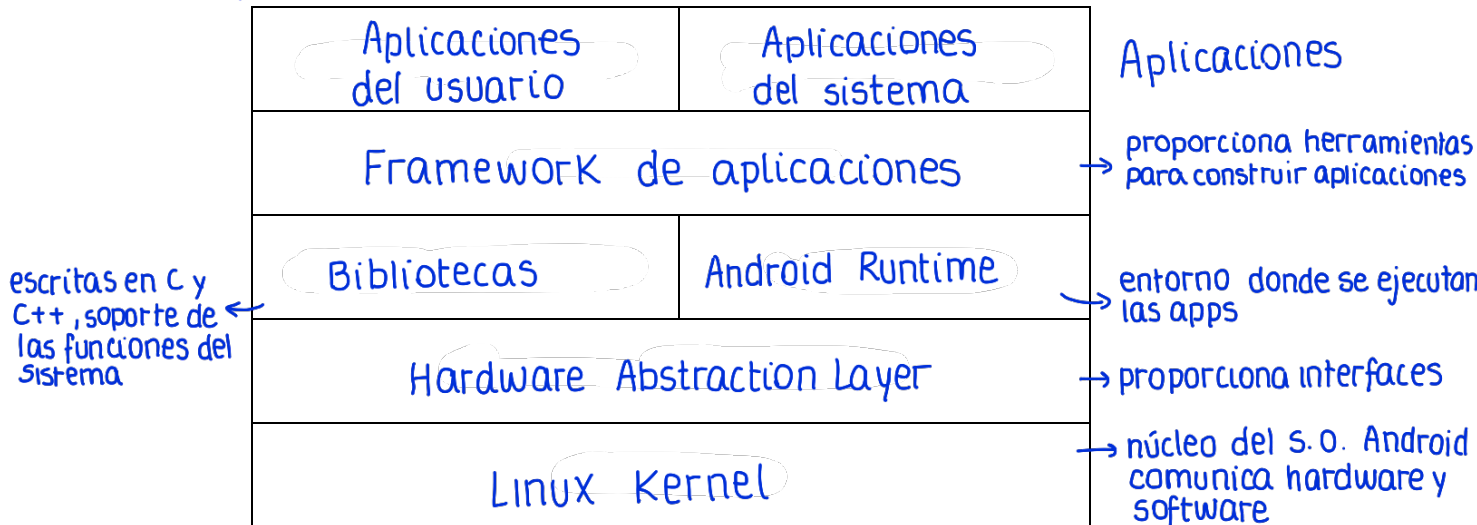 Aplicaciones
del usuario
Aplicaciones
del sistema
Aplicaciones
Framework de aplicaciones
proporciona herramientas
para construir aplicaciones
escritas en C y
C++, soporte de
las funciones del
sistema
Bibliotecas
Android Runtime
entorno donde se ejecutan
las apps
Hardware Abstraction Layer
proporciona interfaces
Linux Kernel
núcleo del s.o. Android
comunica hardware y
software